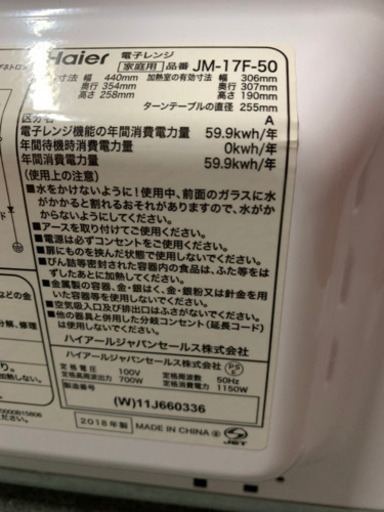 Haier 電子レンジ 家庭用 品番 JM-17F-50
寸法 幅 440mm 加熱室の有効寸法 幅 306mm
奥行 354mm 奥行 307mm
高さ 258mm 高さ 190mm
ターンテーブルの直径 255mm
区分名 A
電子レンジ機能の年間消費電力量 59.9kwh/年
年間待機時消費電力量 0kwh/年
年間消費電力量 59.9kwh/年
(使用上の注意)
■水をかけないように!使用中、前面のガラスに水
がかかると割れるおそれがありますので、水がか
からないようにしてください。
■アースを取り付けてご使用ください。
■電源は必ずコンセントをご使用ください。
■扉にものを挟んだ状態で使用しないでください。
■びん詰等密封された容器内の食品は、ふた等をは
ずしたあとに加熱してください。
■金属製の容器、金・銀はく、金・銀文又は針金を用
いた容器等を使用しないでください。
■空気吸入口及び排出口はふさがないでください。
■他の器具と併用した分岐コンセント(延長コード)
は使用しないでください。
ハイアールジャパンセールス株式会社
ハイアールジャパンセールス株式会社 PSE
定格電圧 100V 定格周波数 50Hz
定格高周波出力 700W 定格消費電力 1150W
製造番号
(W)11J660336
2018年製 MADE IN CHINA JET
などの金
分解、修理
0000B15806